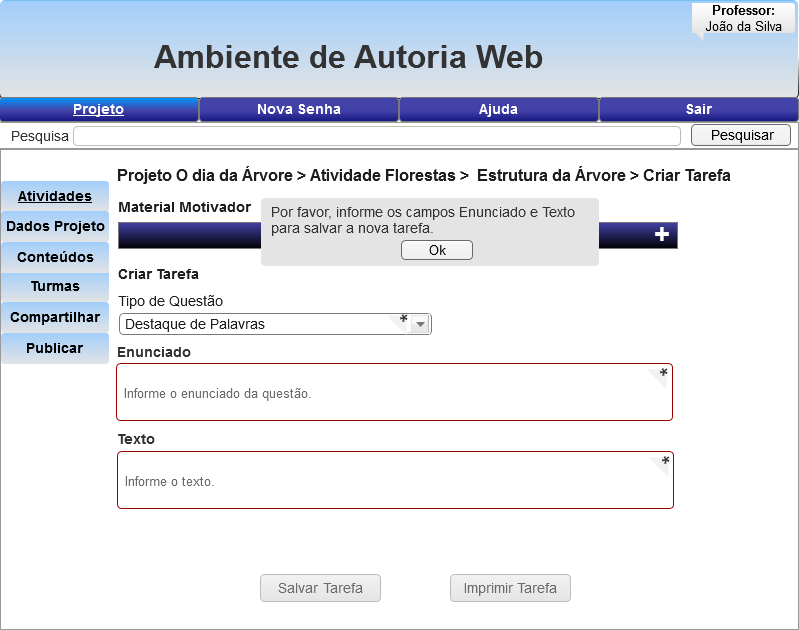 Professor:
João da Silva
Ambiente de Autoria Web
Projeto Nova Senha Ajuda Sair
Pesquisa Pesquisar
Projeto O dia da Árvore > Atividade Florestas > Estrutura da Árvore > Criar Tarefa
Atividades
Dados Projeto
Conteúdos
Turmas
Compartilhar
Publicar
Material Motivador
Por favor, informe os campos Enunciado e Texto
para salvar a nova tarefa.
Ok
Criar Tarefa
Tipo de Questão
Destaque de Palavras *
Enunciado
*
Informe o enunciado da questão.
Texto
*
Informe o texto.
Salvar Tarefa Imprimir Tarefa